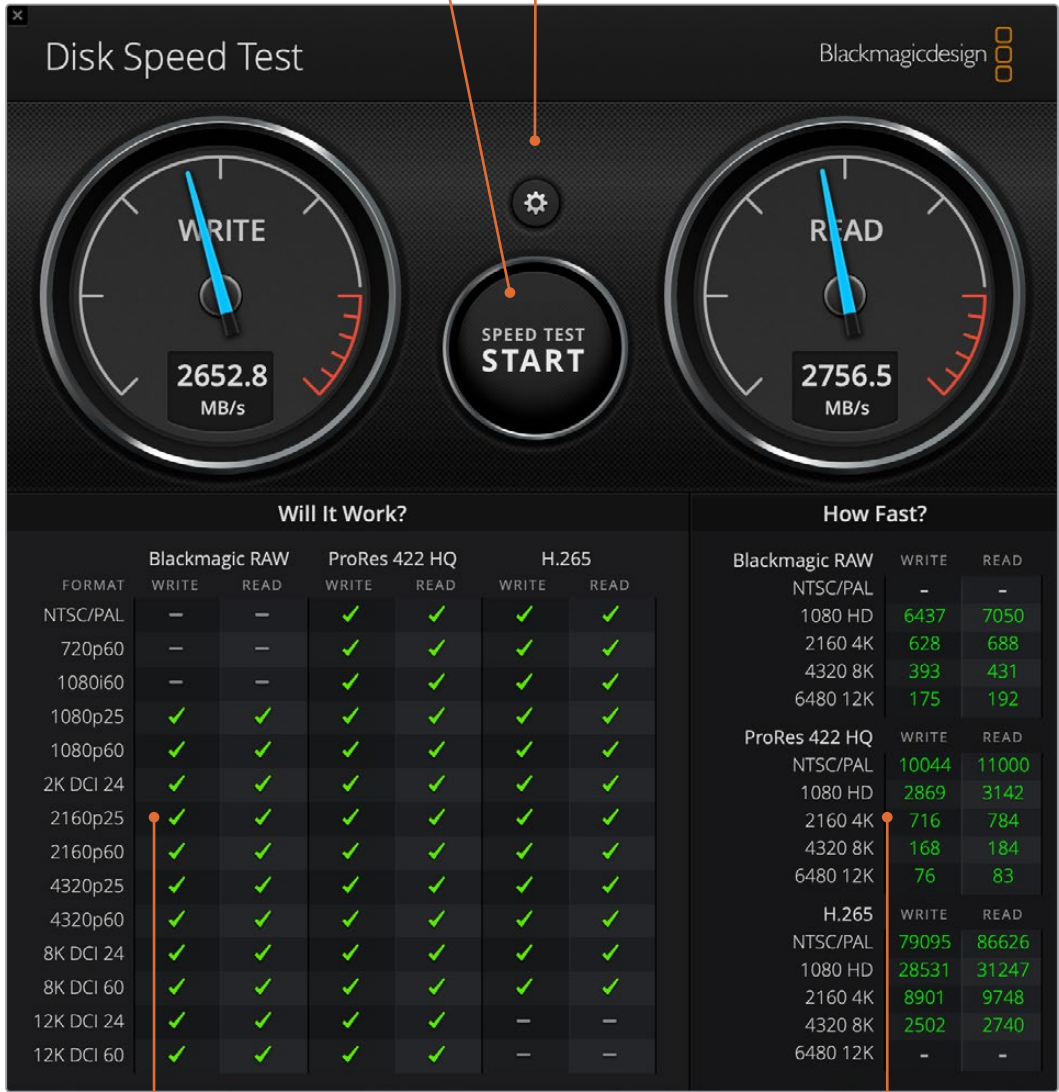 Disk Speed Test
Blackmagicdesign
WRITE
2652.8
MB/s
SPEED TEST
START
READ
2756.5
MB/s
Will It Work?
Blackmagic RAW ProRes 422 HQ H.265
FORMAT WRITE READ WRITE READ WRITE READ
NTSC/PAL – – ✓ ✓ ✓ ✓
720p60 – – ✓ ✓ ✓ ✓
1080i60 – – ✓ ✓ ✓ ✓
1080p25 ✓ ✓ ✓ ✓ ✓ ✓
1080p60 ✓ ✓ ✓ ✓ ✓ ✓
2K DCI 24 ✓ ✓ ✓ ✓ ✓ ✓
2160p25 ✓ ✓ ✓ ✓ ✓ ✓
2160p60 ✓ ✓ ✓ ✓ ✓ ✓
4320p25 ✓ ✓ ✓ ✓ ✓ ✓
4320p60 ✓ ✓ ✓ ✓ ✓ ✓
8K DCI 24 ✓ ✓ ✓ ✓ ✓ ✓
8K DCI 60 ✓ ✓ ✓ ✓ ✓ ✓
12K DCI 24 ✓ ✓ ✓ ✓ – –
12K DCI 60 ✓ ✓ ✓ ✓ – –
How Fast?
Blackmagic RAW WRITE READ
NTSC/PAL - -
1080 HD 6437 7050
2160 4K 628 688
4320 8K 393 431
6480 12K 175 192
ProRes 422 HQ WRITE READ
NTSC/PAL 10044 11000
1080 HD 2869 3142
2160 4K 716 784
4320 8K 168 184
6480 12K 76 83
H.265 WRITE READ
NTSC/PAL 79095 86626
1080 HD 28531 31247
2160 4K 8901 9748
4320 8K 2502 2740
6480 12K - -